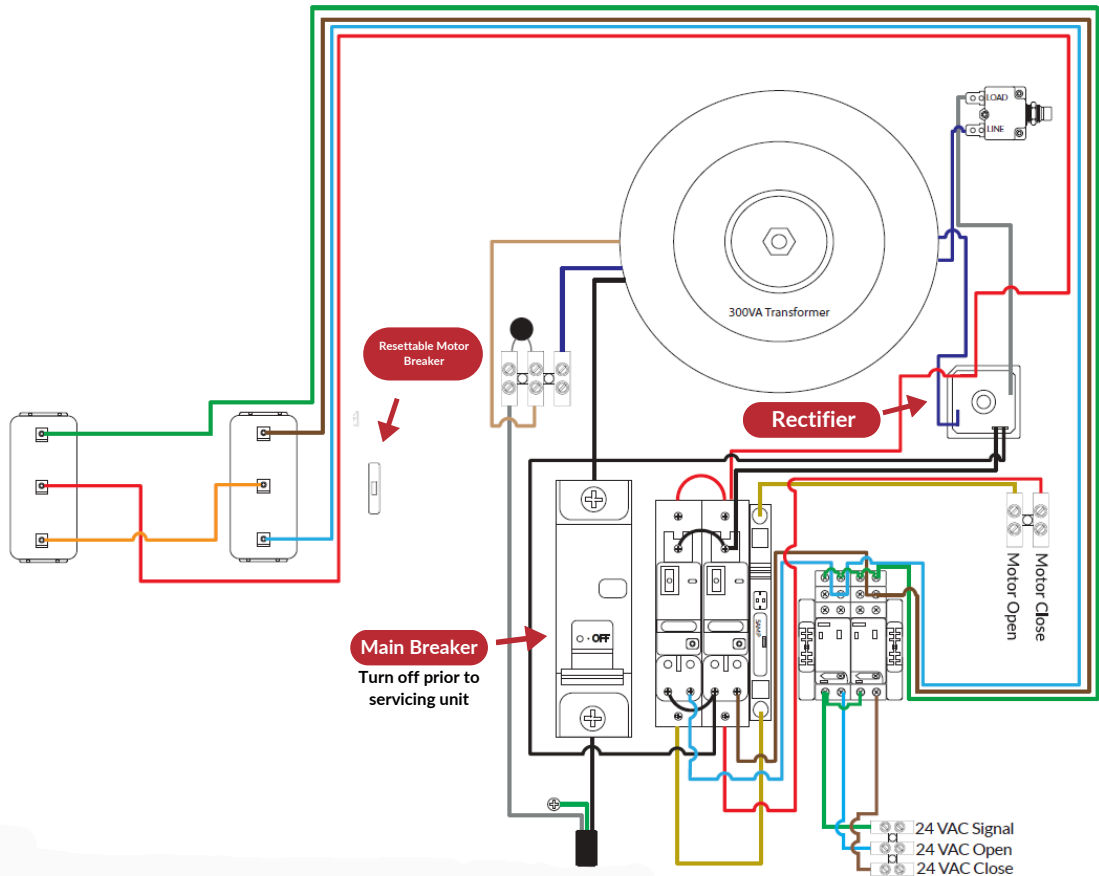 LOAD
LINE
300VA Transformer
Resettable Motor
Breaker
Rectifier
Motor Open
Motor Close
OFF
Main Breaker
Turn off prior to
servicing unit
24 VAC Signal
24 VAC Open
24 VAC Close